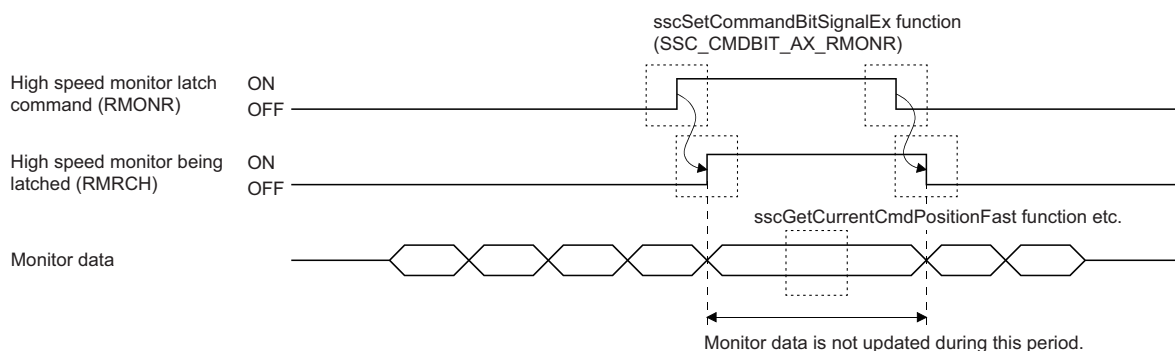 sscSetCommandBitSignalEx function
(SSC_CMDBIT_AX_RMONR)
High speed monitor latch
command (RMONR)
ON
OFF
High speed monitor being
latched (RMRCH)
ON
OFF
sscGetCurrentCmdPositionFast function etc.
Monitor data
Monitor data is not updated during this period.